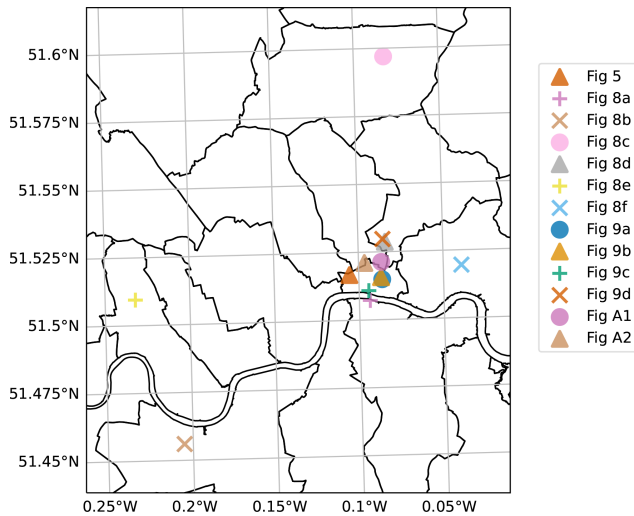 51.6°N
51.575°N
51.55°N
51.525°N
51.5°N
51.475°N
51.45°N
0.25°W 0.2°W 0.15°W 0.1°W 0.05°W
Fig 5
Fig 8a
Fig 8b
Fig 8c
Fig 8d
Fig 8e
Fig 8f
Fig 9a
Fig 9b
Fig 9c
Fig 9d
Fig A1
Fig A2